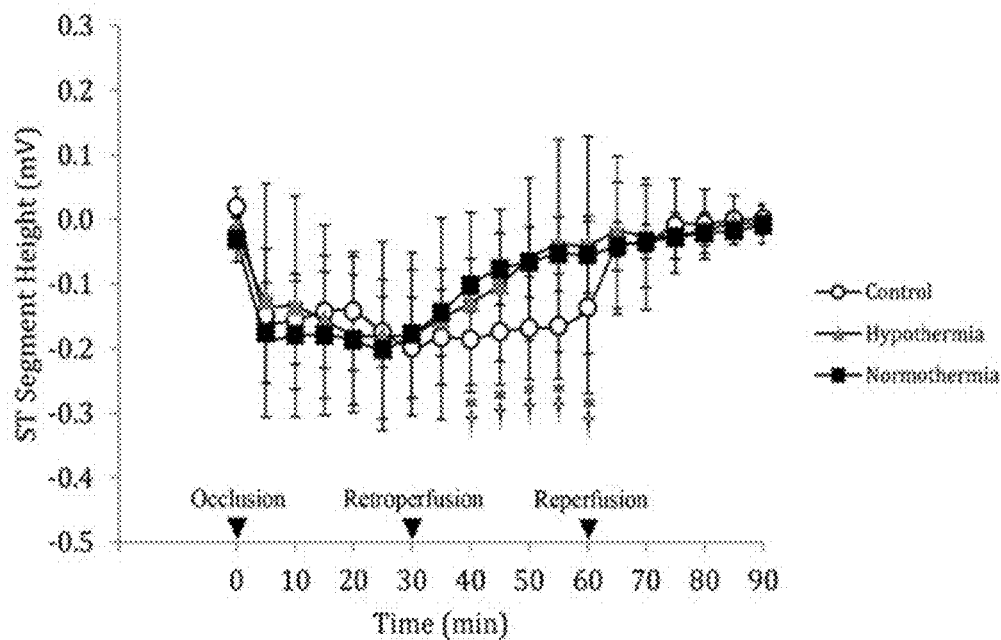 0.3
0.2
0.1
0.0
-0.1
-0.2
-0.3
-0.4
-0.5
ST Segment Height (mV)
Control
Hypothermia
Normothermia
Occlusion Retroperfusion Reperfusion
0 10 20 30 40 50 60 70 80 90
Time (min)